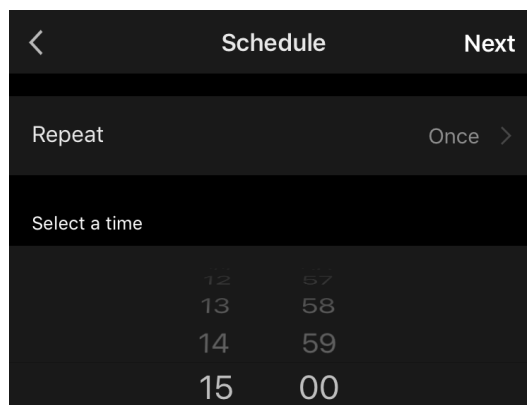 Schedule Next
Repeat Once
Select a time
12 57
13 58
14 59
15 00